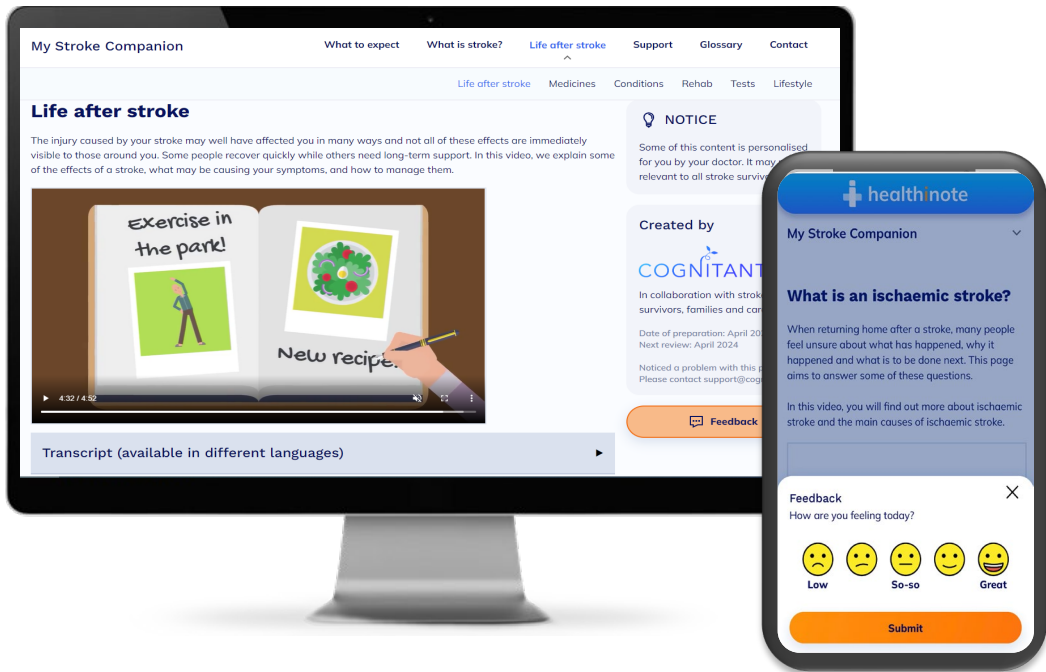 My Stroke Companion
What to expect
What is stroke?
Life after stroke
Support
Glossary
Contact
Life after stroke
Medicines
Conditions
Rehab
Tests
Lifestyle
Life after stroke
The injury caused by your stroke may well have affected you in many ways and not all of these effects are immediately
visible to those around you. Some people recover quickly while others need long-term support. In this video, we explain some
of the effects of a stroke, what may be causing your symptoms, and how to manage them.
Exercise in
the park!
New recipe
4:32 / 4:52
Transcript (available in different languages)
NOTICE
Some of this content is personalised
for you by your doctor. It may
relevant to all stroke
Created by
COGNITANT
In collaboration with
survivors, families and
Date of preparation: April
Next review: April 2024
Noticed a problem with this
Please contact
Feedback
healthinote
My Stroke Companion
What is an ischaemic stroke?
When returning home after a stroke, many people
feel unsure about what has happened, why it
happened and what is to be done next. This page
aims to answer some of these questions.
In this video, you will find out more about ischaemic
stroke and the main causes of ischaemic stroke.
Feedback
How are you feeling today?
Low
So-so
Great
Submit